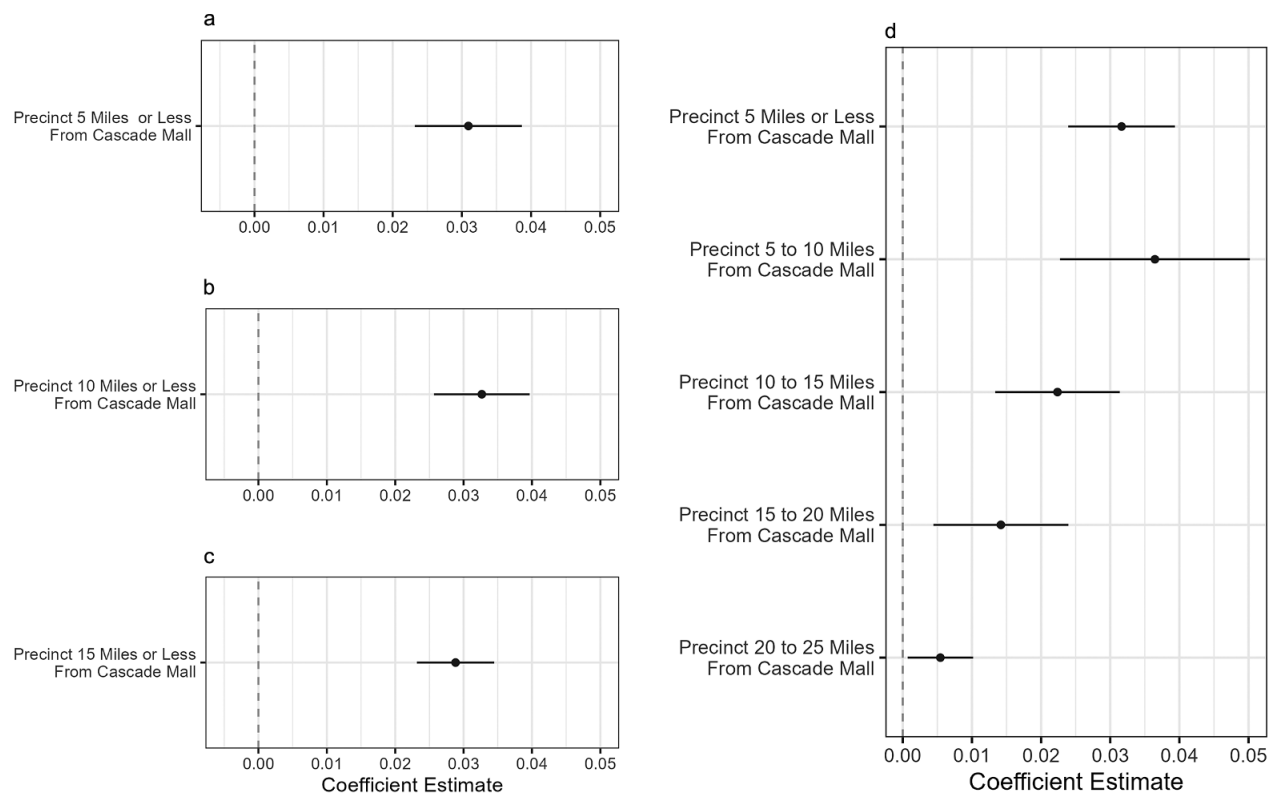 a
Precinct 5 Miles  or Less
From Cascade Mall
0.00 0.01 0.02 0.03 0.04 0.05
b
Precinct 10 Miles or Less
From Cascade Mall
0.00 0.01 0.02 0.03 0.04 0.05
c
Precinct 15 Miles or Less
From Cascade Mall
0.00 0.01 0.02 0.03 0.04 0.05
Coefficient Estimate
d
Precinct 5 Miles or Less
From Cascade Mall
Precinct 5 to 10 Miles
From Cascade Mall
Precinct 10 to 15 Miles
From Cascade Mall
Precinct 15 to 20 Miles
From Cascade Mall
Precinct 20 to 25 Miles
From Cascade Mall
0.00 0.01 0.02 0.03 0.04 0.05
Coefficient Estimate